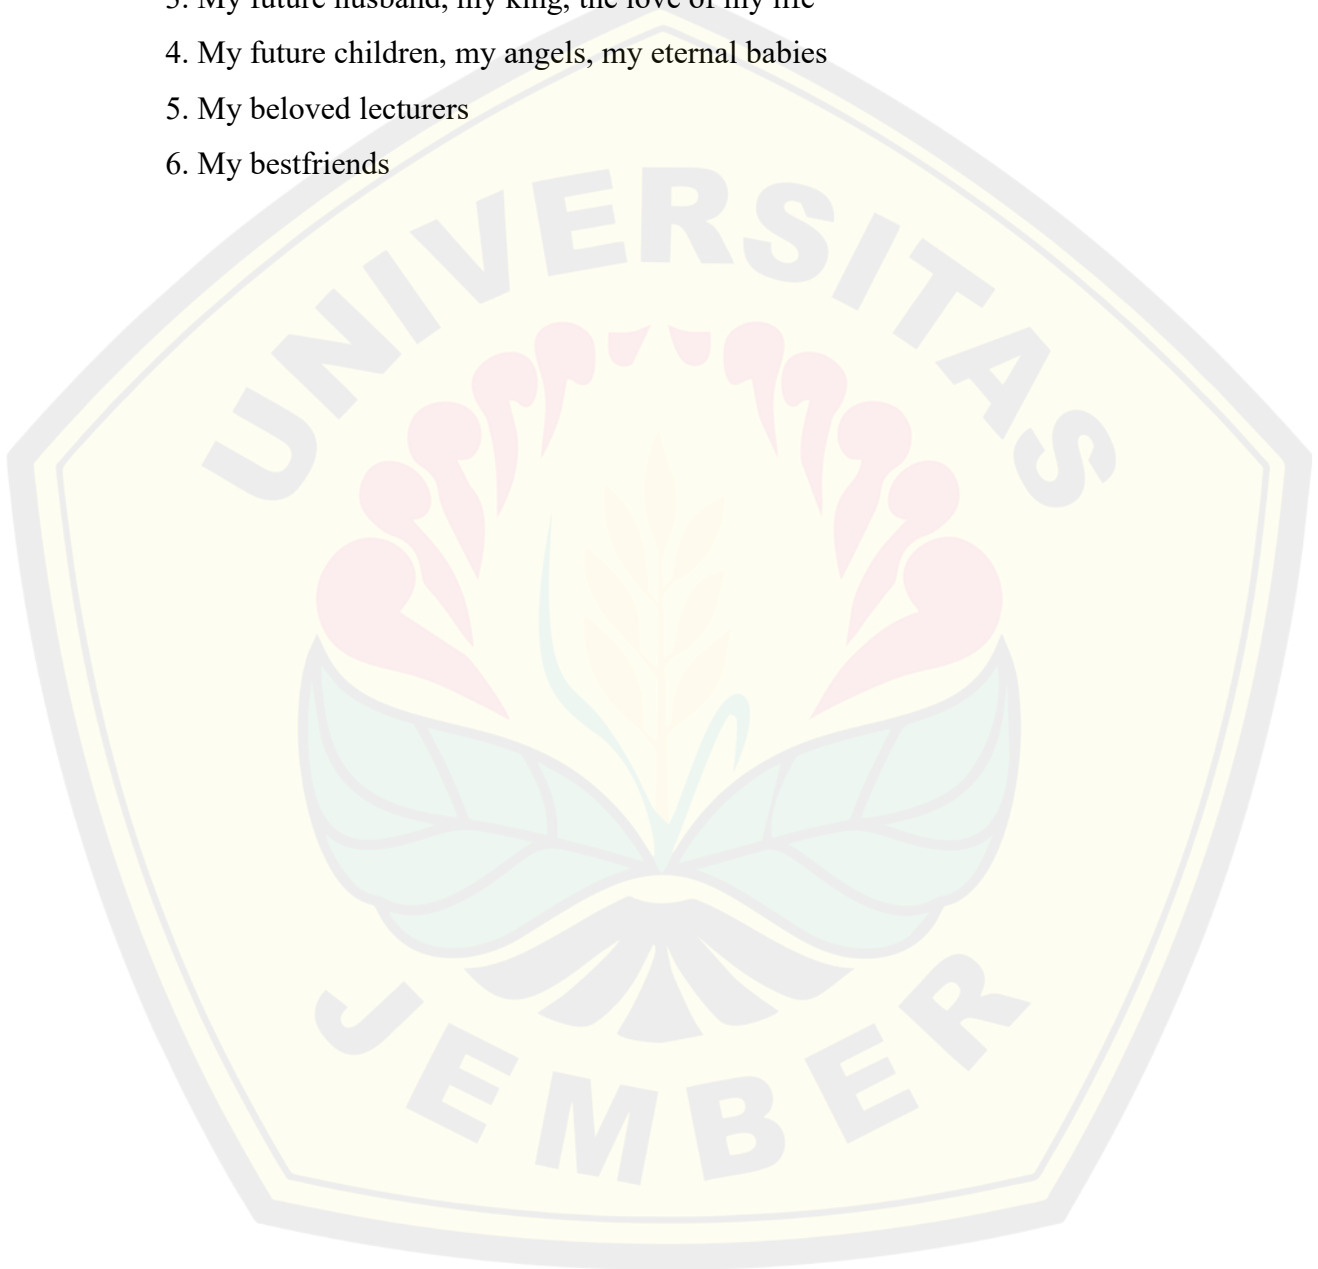 3. My future husband, my king, the love of my life
4. My future children, my angels, my eternal babies
5. My beloved lecturers
6. My bestfriends
UNIVERSITAS
JEMBER